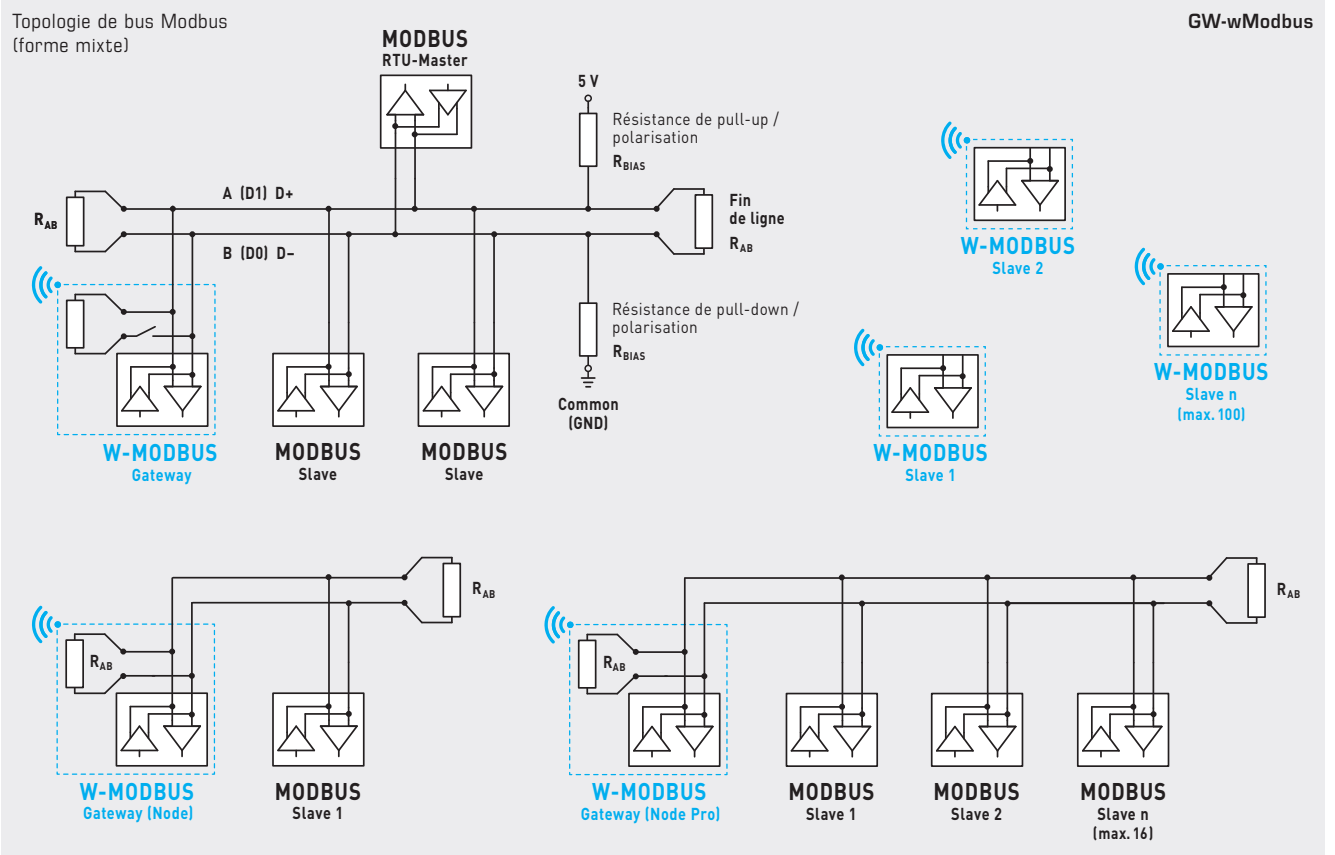 Topologie de bus Modbus
(forme mixte)
GW-wModbus
MODBUS
RTU-Master
5 V
Résistance de pull-up /
polarisation
RBIAS
A (D1) D+
B (D0) D–
RAB
Fin
de ligne
RAB
Résistance de pull-down /
polarisation
RBIAS
Common
(GND)
W-MODBUS
Gateway
MODBUS
Slave
MODBUS
Slave
W-MODBUS
Slave 2
W-MODBUS
Slave n
(max. 100)
W-MODBUS
Slave 1
RAB
RAB
W-MODBUS
Gateway (Node)
MODBUS
Slave 1
RAB
RAB
W-MODBUS
Gateway (Node Pro)
MODBUS
Slave 1
MODBUS
Slave 2
MODBUS
Slave n
(max. 16)